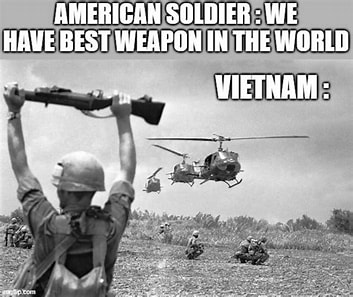 AMERICAN SOLDIER : WE
HAVE BEST WEAPON IN THE WORLD
VIETNAM :
imgflip.com